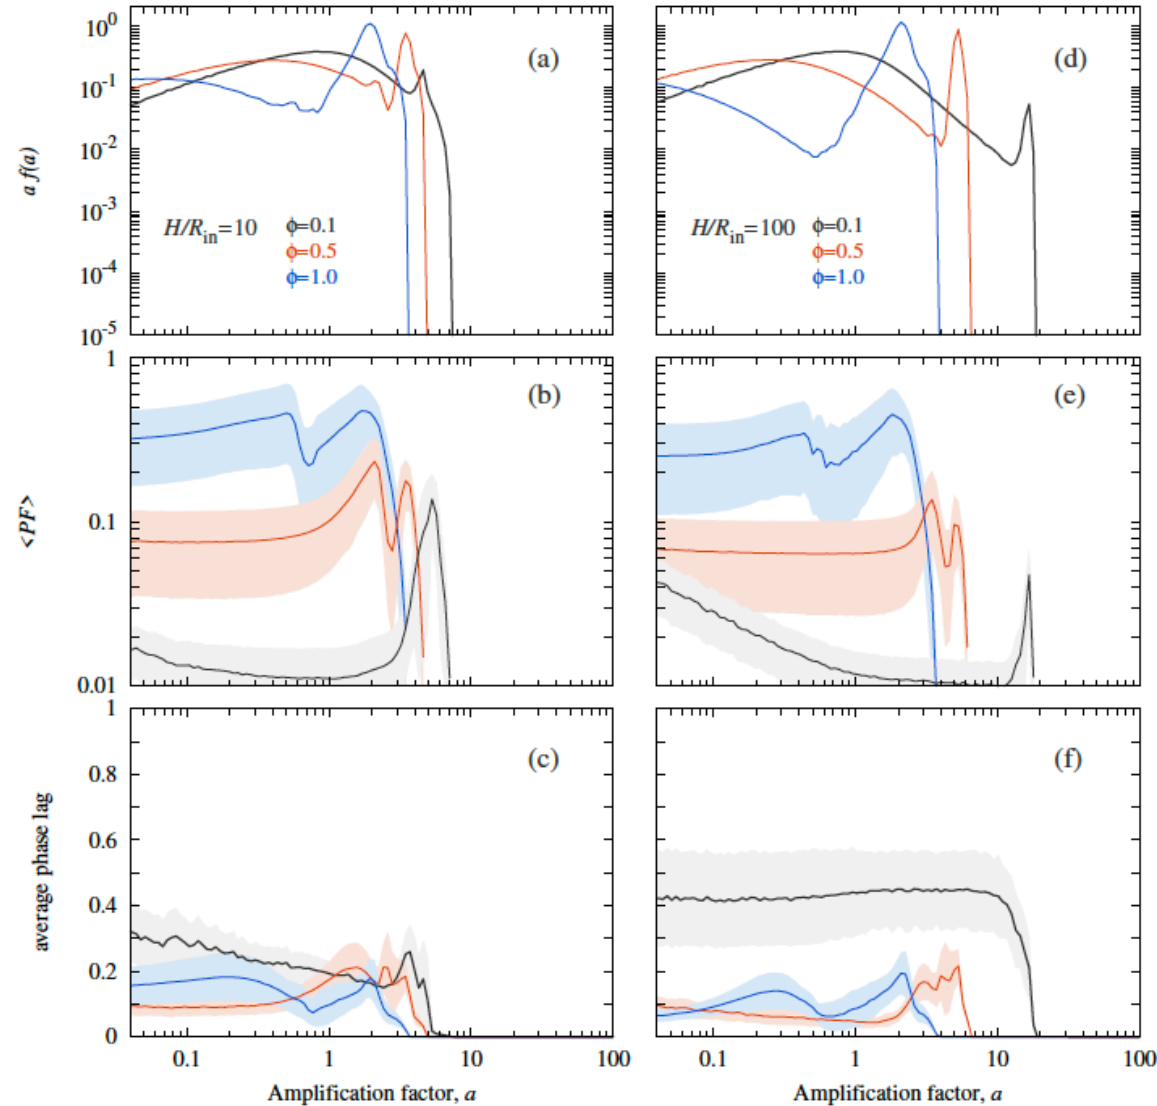 10^0
10^-1
10^-2
10^-3
10^-4
10^-5
a f(a)
(a)
H/R_in=10
ϕ=0.1
ϕ=0.5
ϕ=1.0
(d)
H/R_in=100
ϕ=0.1
ϕ=0.5
ϕ=1.0
1
0.1
0.01
<PF>
(b)
(e)
1
0.8
0.6
0.4
0.2
0
average phase lag
(c)
(f)
0.1 1 10 100
0.1 1 10 100
Amplification factor, a
Amplification factor, a